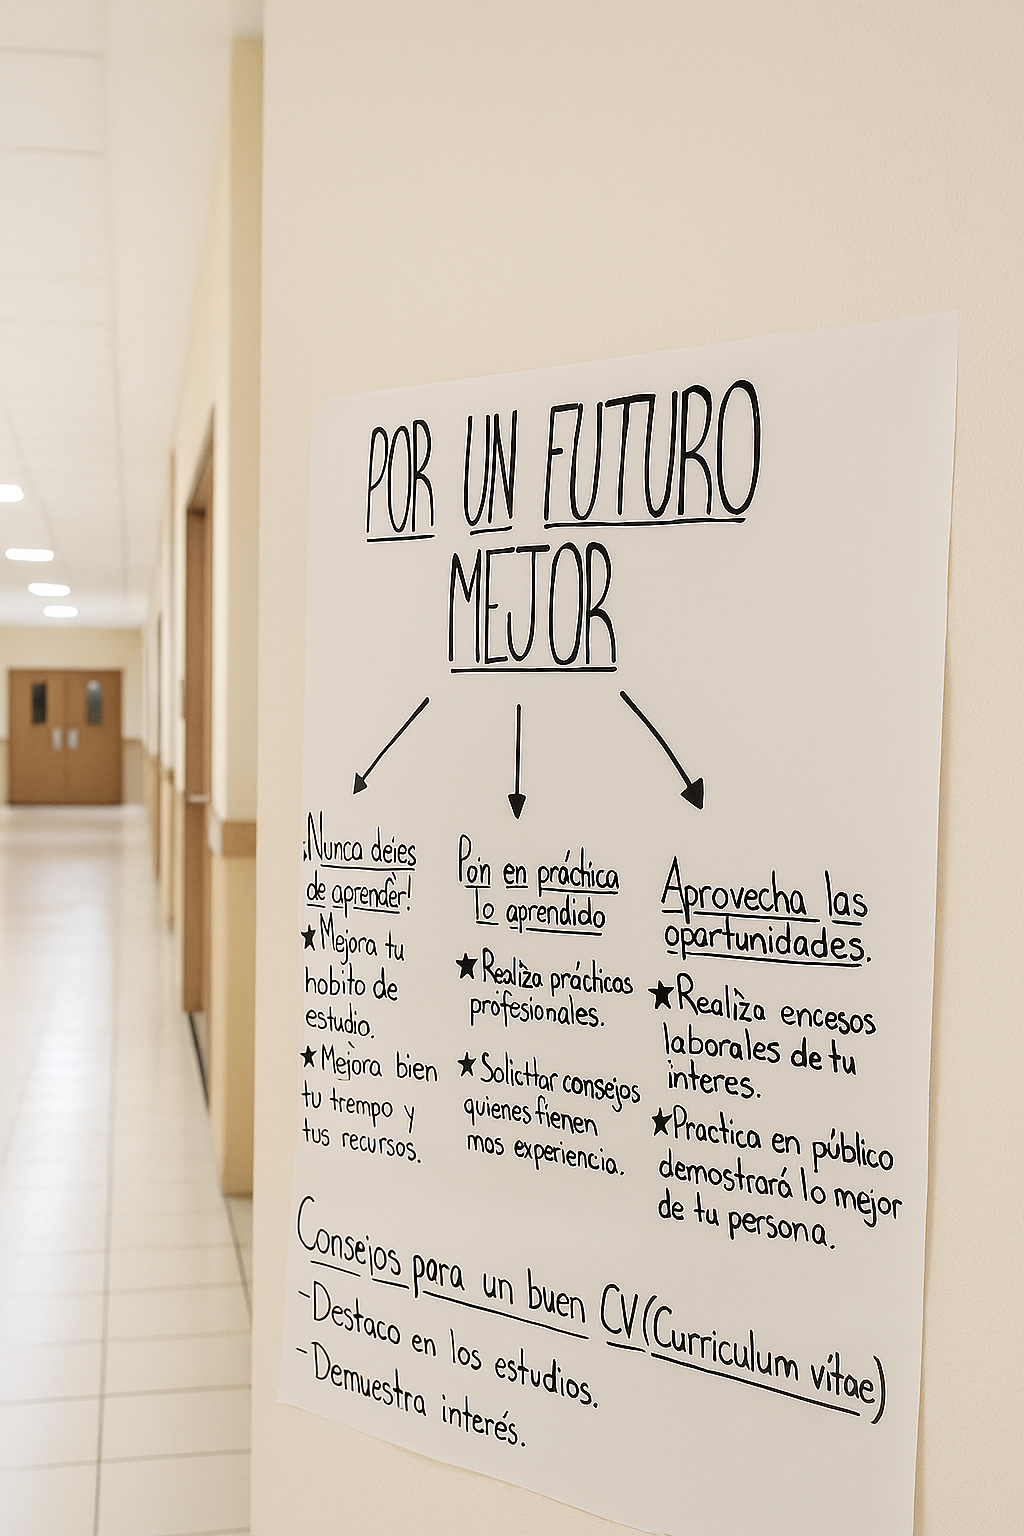 POR UN FUTURO
MEJOR
¡Nunca dejes
de aprender!
★Mejora tu
hobito de
estudio.
★Mejora bien
tu trempo y
tus recursos.
Pon en práctica
lo aprendido
★Realiza prácticos
profesionales.
★Solicttar consejos
quienes fienen
mos experiencia.
Aprovecha las
oportunidades.
★Realiza encesos
laborales de tu
interes.
★Practica en público
demostrará lo mejor
de tu persona.
Consejos para un buen CV(Curriculum vítae)
-Destaco en los estudios.
-Demuestra interés.